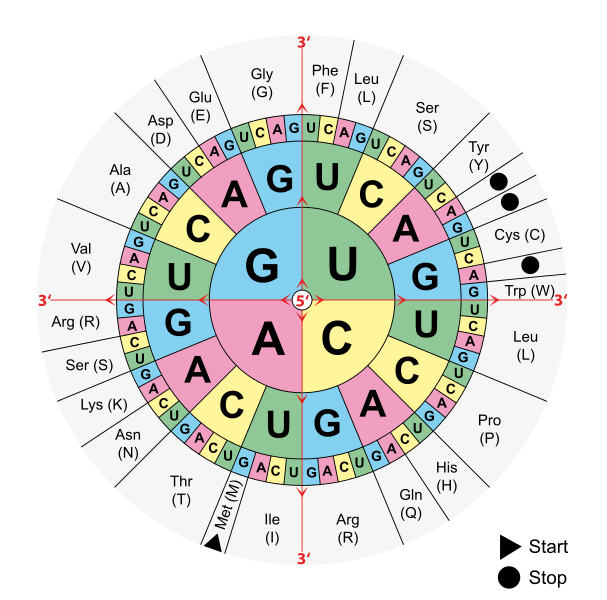 3‘
Phe
(F)
Leu
(L)
Ser
(S)
Tyr
(Y)
Cys (C)
Trp (W)
3‘
Leu
(L)
Pro
(P)
His
(H)
Gln
(Q)
Arg
(R)
3‘
Ile
(I)
Met (M)
Thr
(T)
Asn
(N)
Lys (K)
Ser (S)
Arg (R)
3‘
Val
(V)
Ala
(A)
Asp
(D)
Glu
(E)
Gly
(G)
U C A G U C A G U C A G U C A G
U C A G U C A G U C A G U C A G
U C A G U C A G U C A G U C A G
U C A G U C A G U C A G U C A G
U C A G
U C A G
U C A G
U C A G
U C A G
5‘
Start
Stop